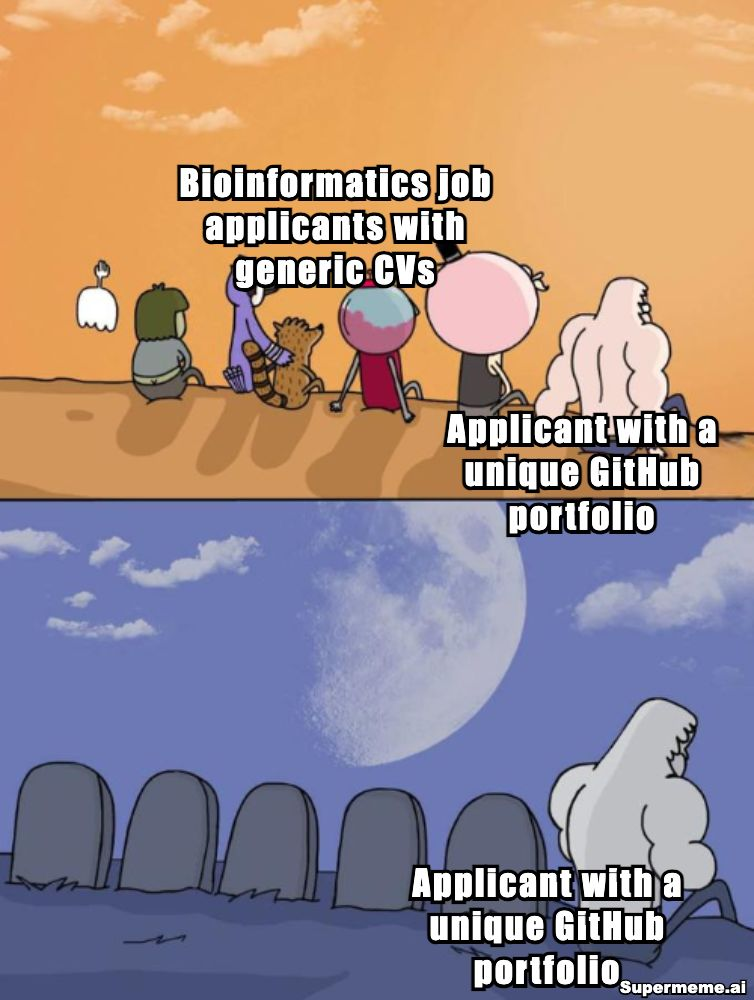 Bioinformatics job
applicants with
generic CVs
Applicant with a
unique GitHub
portfolio
Applicant with a
unique GitHub
portfolio
Supermeme.ai